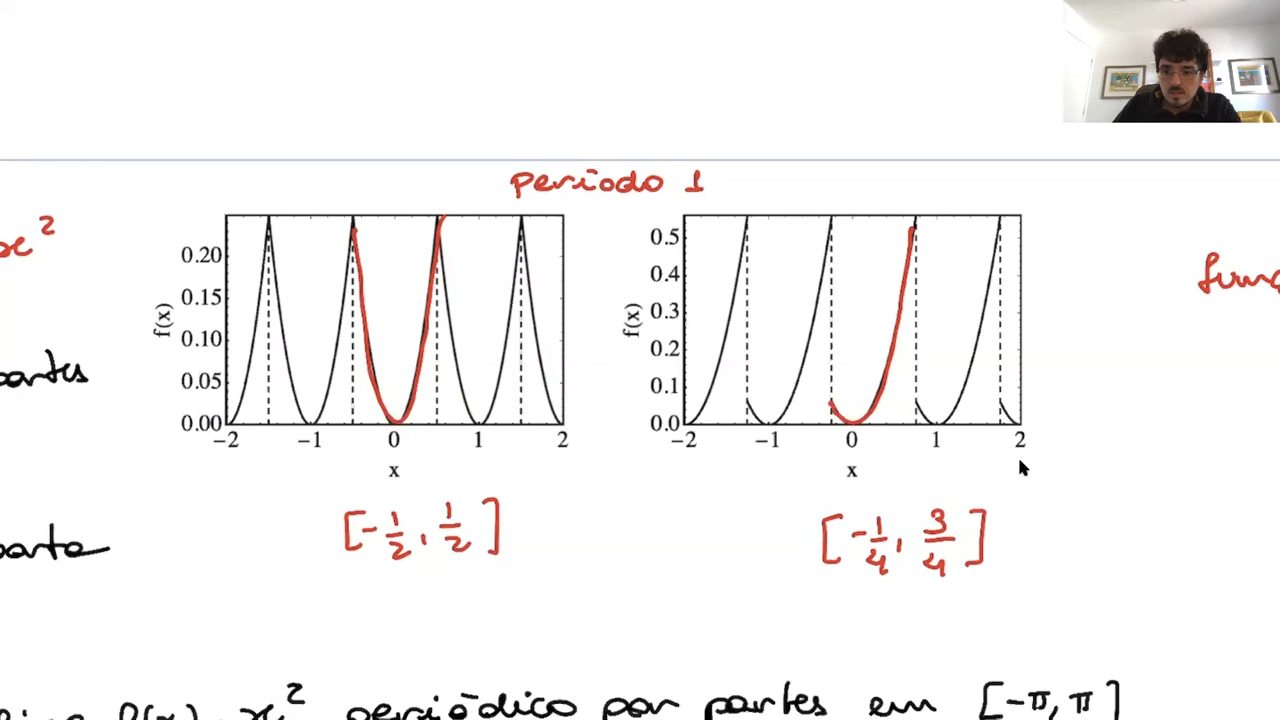 período 1
x²
0.20
0.15
0.10
0.05
0.00
f(x)
-2 -1 0 1 2
x
[-1/2, 1/2]
0.5
0.4
0.3
0.2
0.1
0.0
f(x)
-2 -1 0 1 2
x
[-1/4, 3/4]
x² periódico por partes em [-π, π]